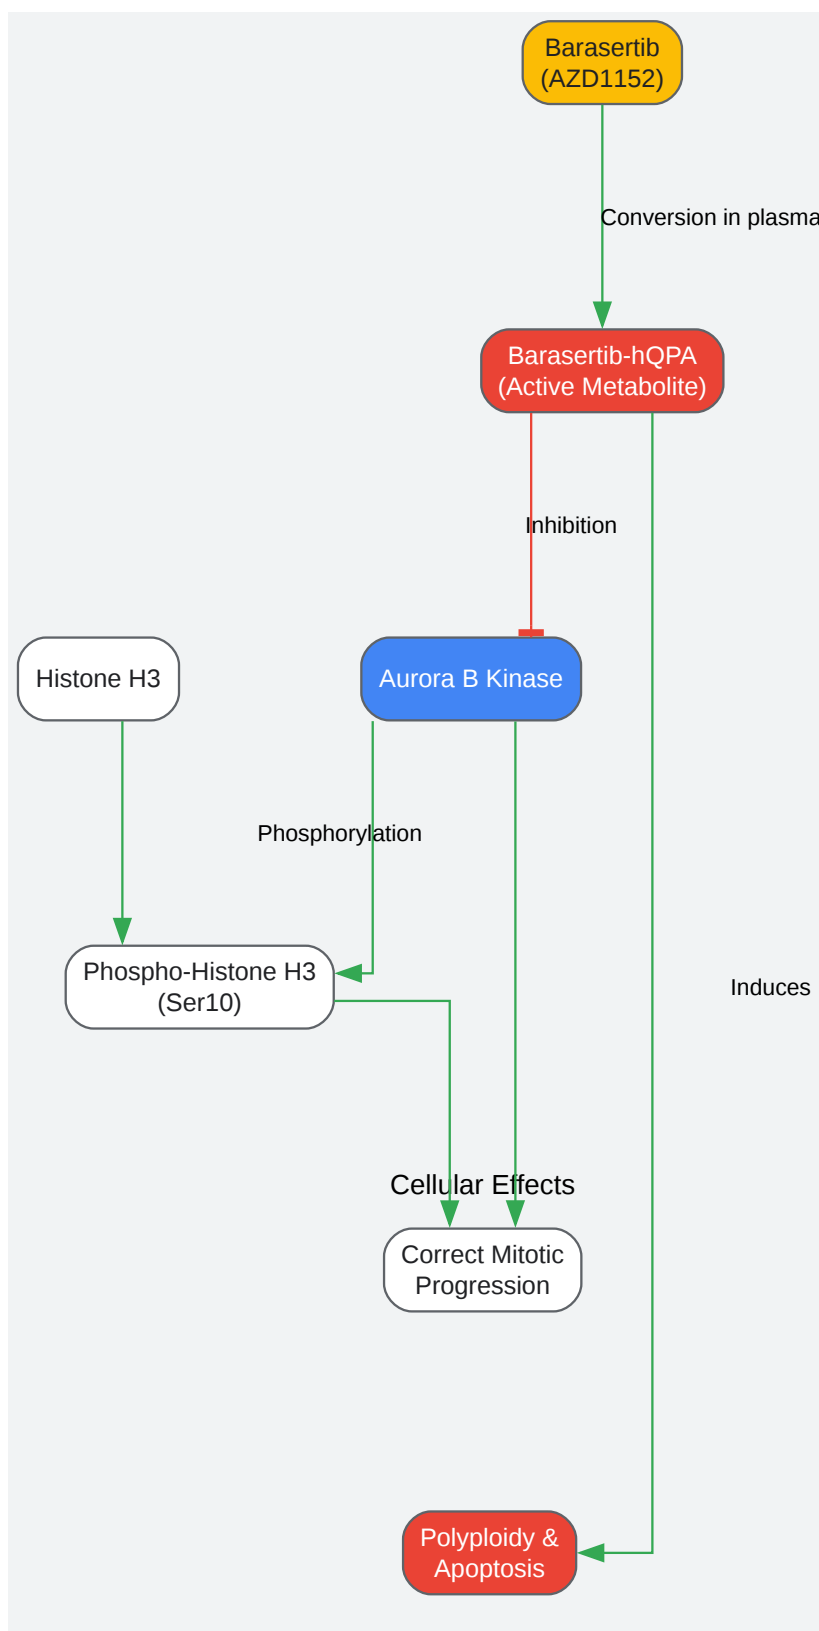 Barasertib
(AZD1152)
Conversion in plasma
Barasertib-hQPA
(Active Metabolite)
Inhibition
Histone H3
Aurora B Kinase
Phosphorylation
Phospho-Histone H3
(Ser10)
Induces
Cellular Effects
Correct Mitotic
Progression
Polyploidy &
Apoptosis